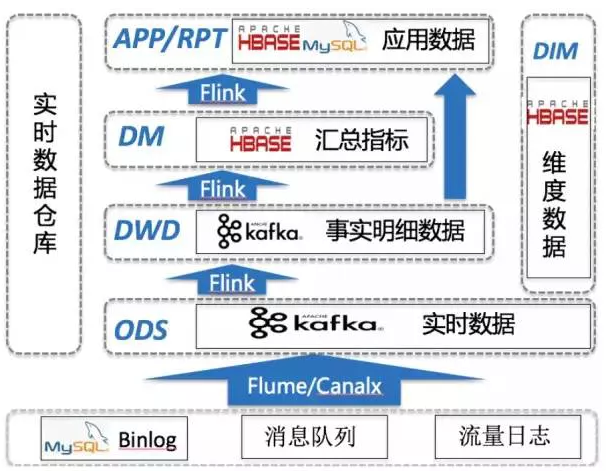 APP/RPT APACHE HBASE MySQL 应用数据
DIM
Flink
APACHE HBASE
实时数据仓库
DM APACHE HBASE 汇总指标
维度数据
Flink
DWD APACHE kafka 事实明细数据
Flink
ODS APACHE kafka 实时数据
Flume/Canalx
MySQL Binlog 消息队列 流量日志